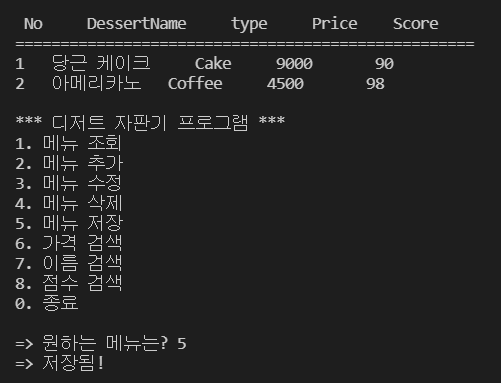 No DessertName type Price Score
===================================================
1 당근 케이크 Cake 9000 90
2 아메리카노 Coffee 4500 98
*** 디저트 자판기 프로그램 ***
1. 메뉴 조회
2. 메뉴 추가
3. 메뉴 수정
4. 메뉴 삭제
5. 메뉴 저장
6. 가격 검색
7. 이름 검색
8. 점수 검색
0. 종료
=> 원하는 메뉴는? 5
=> 저장됨!